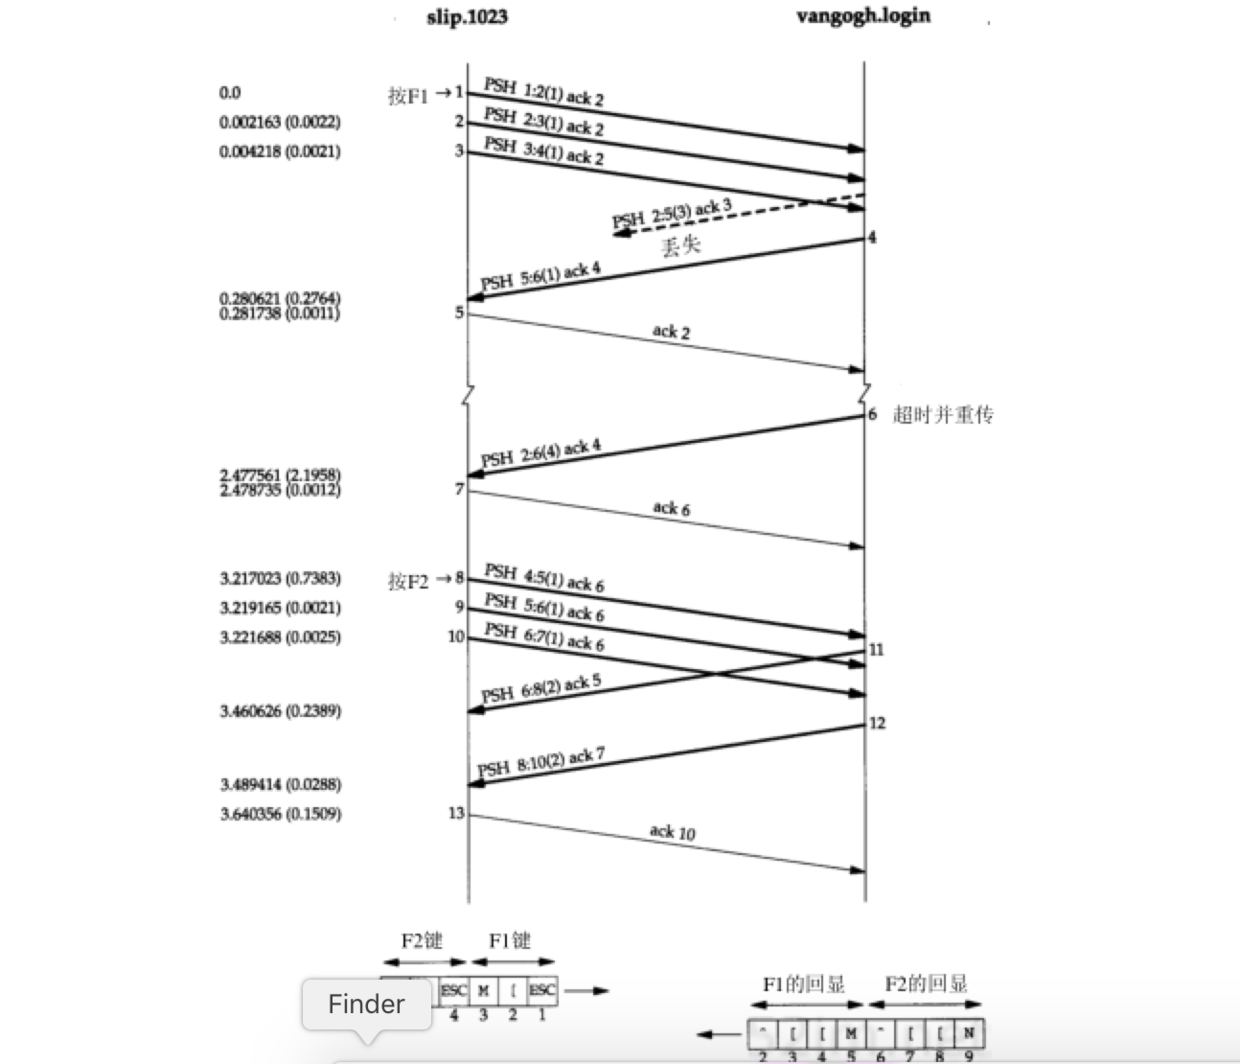 slip.1023 vangogh.login
0.0 按F1 1 PSH 1:2(1) ack 2
0.002163 (0.0022) 2 PSH 2:3(1) ack 2
0.004218 (0.0021) 3 PSH 3:4(1) ack 2
PSH 2:5(3) ack 3
丢失 4
PSH 5:6(1) ack 4
0.280621 (0.2764)
0.281738 (0.0011) 5
ack 2
6 超时并重传
PSH 2:6(4) ack 4
2.477561 (2.1958)
2.478735 (0.0012) 7
ack 6
3.217023 (0.7383) 按F2 8 PSH 4:5(1) ack 6
3.219165 (0.0021) 9 PSH 5:6(1) ack 6
3.221688 (0.0025) 10 PSH 6:7(1) ack 6
11
PSH 6:8(2) ack 5
3.460626 (0.2389)
12
PSH 8:10(2) ack 7
3.489414 (0.0288)
3.640356 (0.1509) 13
ack 10
F2键 F1键
ESC M [ ESC
4 3 2 1
Finder
F1的回显 F2的回显
^ [ [ M ^ [ [ N
2 3 4 5 6 7 8 9